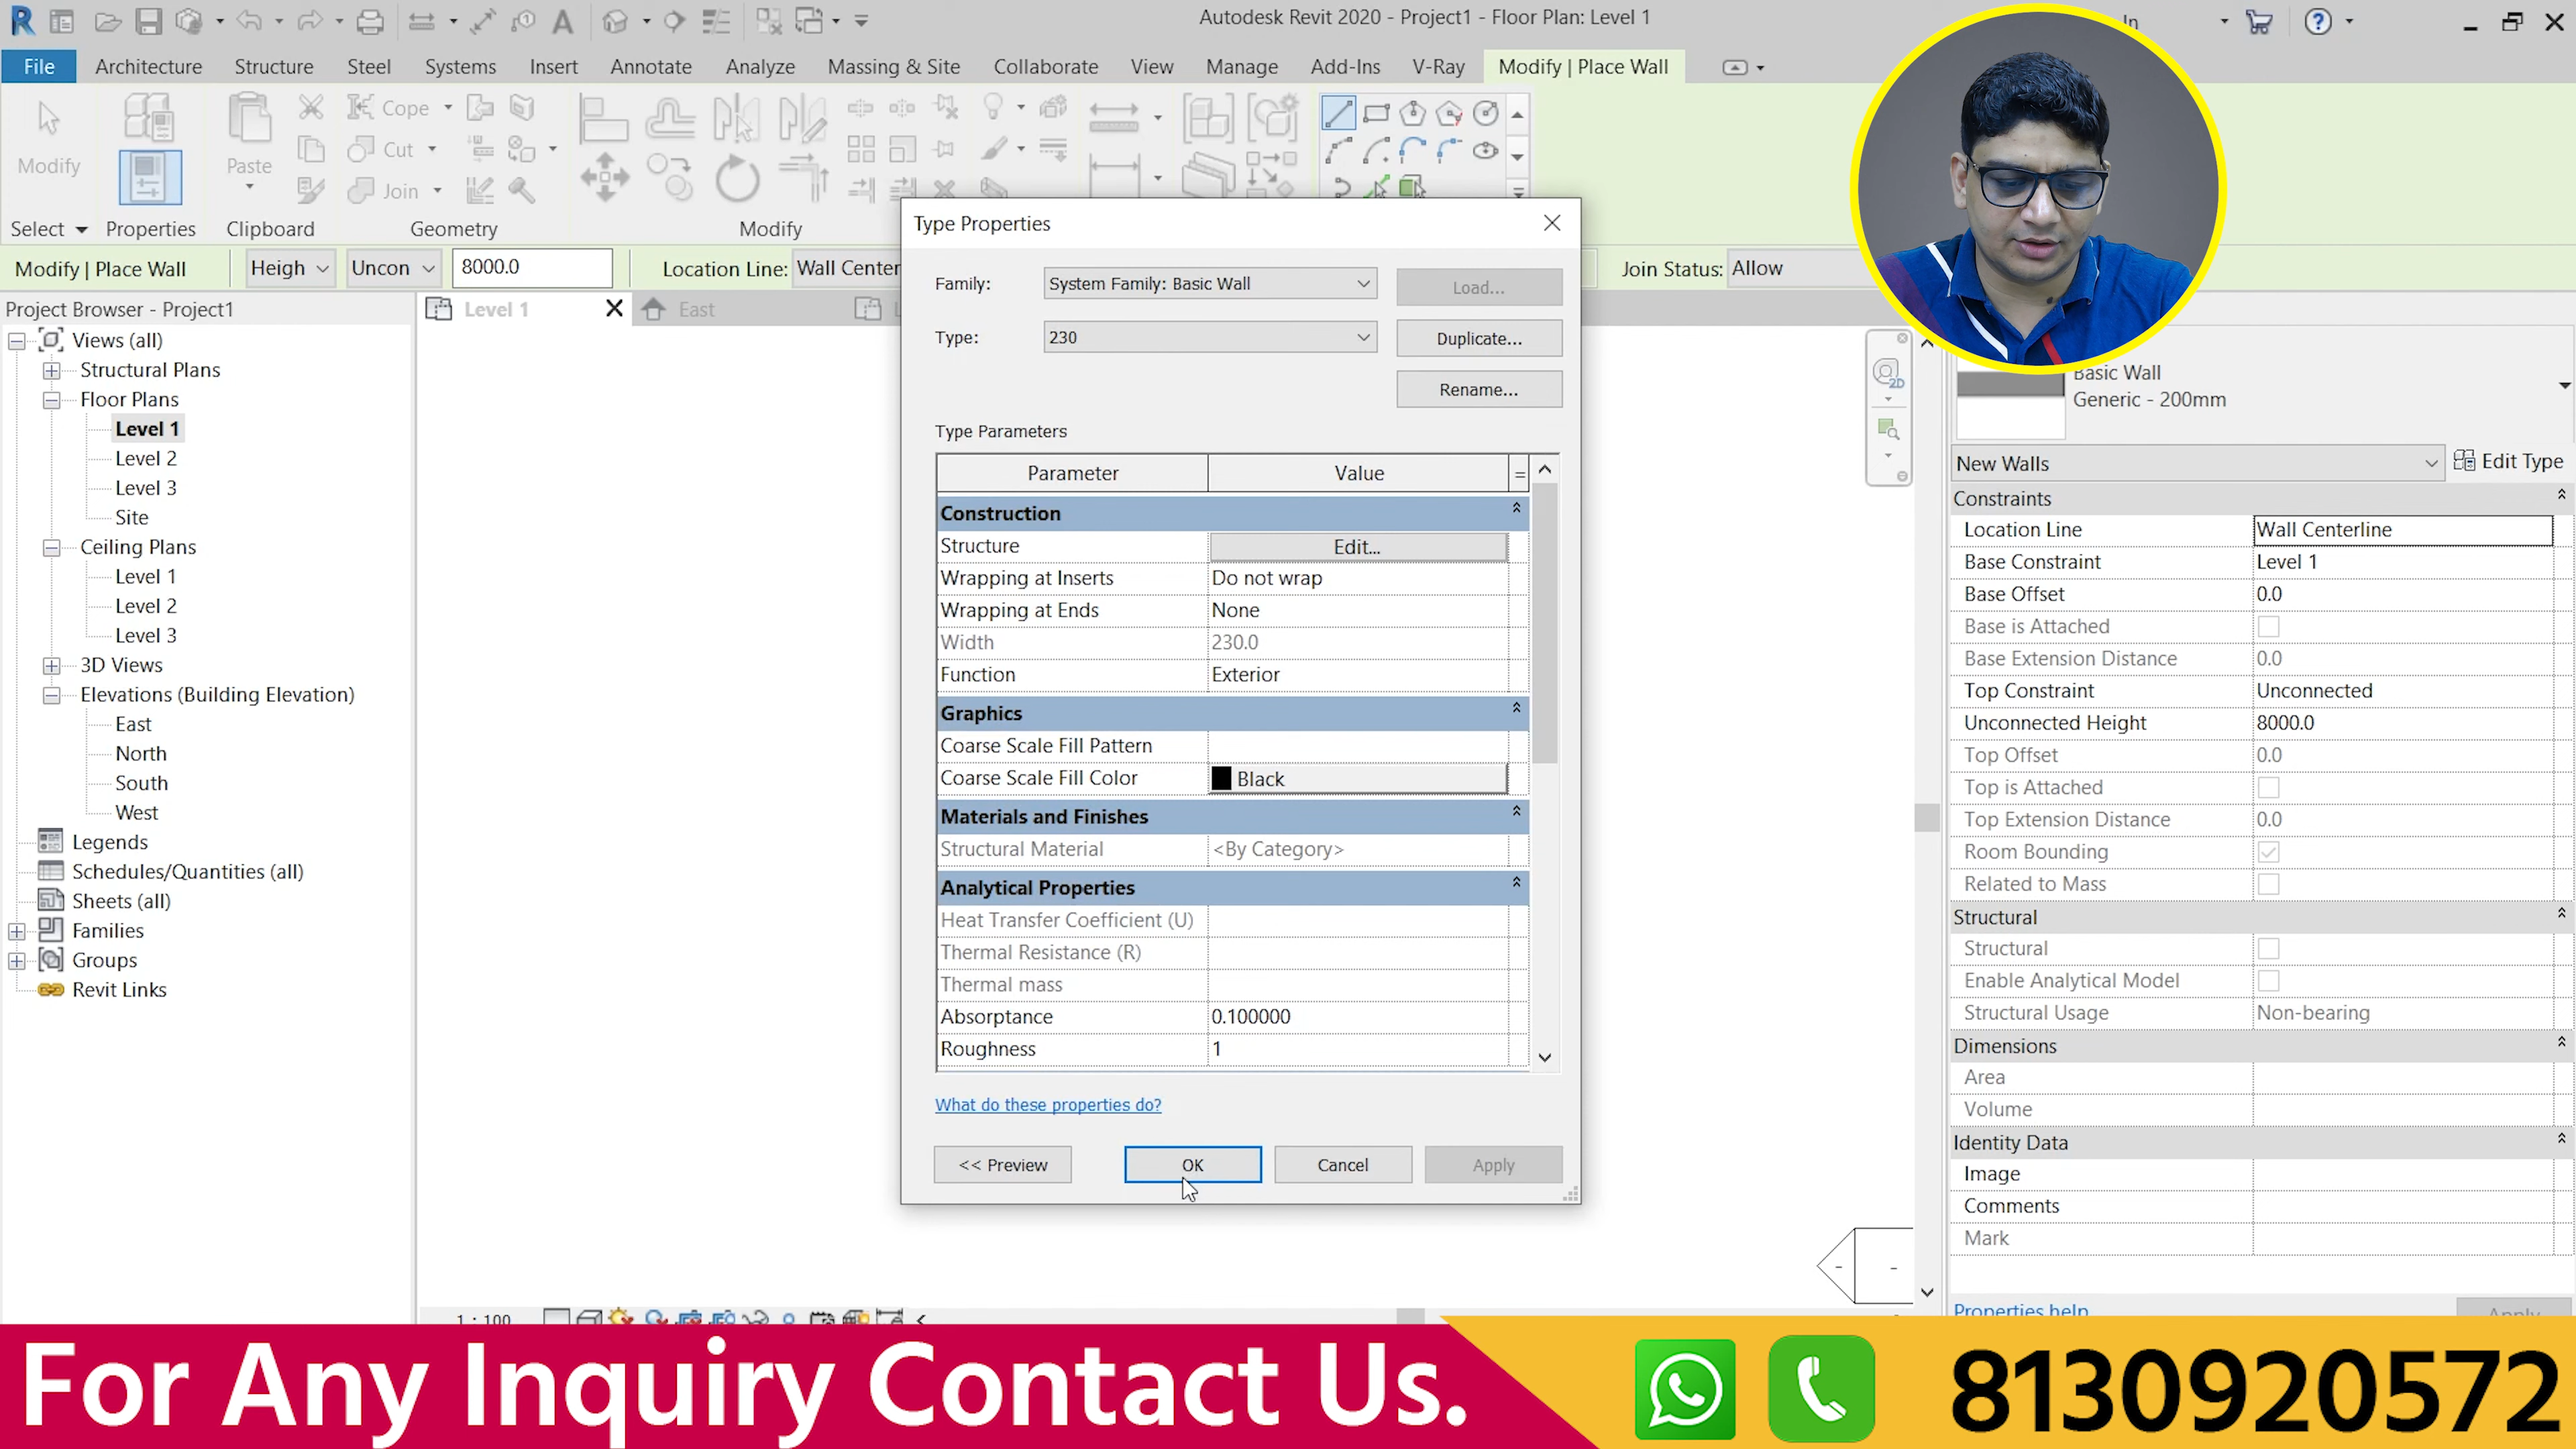 Autodesk Revit 2020 - Project1 - Floor Plan: Level 1
In
File Architecture Structure Steel Systems Insert Annotate Analyze Massing & Site Collaborate View Manage Add-Ins V-Ray Modify | Place Wall
Modify
Paste
Cope
Cut
Join
Select Properties Clipboard Geometry Modify
Modify | Place Wall Heigh Uncon 8000.0 Location Line: Wall Center Join Status: Allow
Project Browser - Project1
Views (all)
Structural Plans
Floor Plans
Level 1
Level 2
Level 3
Site
Ceiling Plans
Level 1
Level 2
Level 3
3D Views
Elevations (Building Elevation)
East
North
South
West
Legends
Schedules/Quantities (all)
Sheets (all)
Families
Groups
Revit Links
Level 1
East
1 : 100
2D
Type Properties
Family: System Family: Basic Wall Load...
Type: 230 Duplicate...
Rename...
Type Parameters
Parameter Value =
Construction
Structure Edit...
Wrapping at Inserts Do not wrap
Wrapping at Ends None
Width 230.0
Function Exterior
Graphics
Coarse Scale Fill Pattern
Coarse Scale Fill Color Black
Materials and Finishes
Structural Material <By Category>
Analytical Properties
Heat Transfer Coefficient (U)
Thermal Resistance (R)
Thermal mass
Absorptance 0.100000
Roughness 1
What do these properties do?
<< Preview OK Cancel Apply
Basic Wall
Generic - 200mm
New Walls Edit Type
Constraints
Location Line Wall Centerline
Base Constraint Level 1
Base Offset 0.0
Base is Attached
Base Extension Distance 0.0
Top Constraint Unconnected
Unconnected Height 8000.0
Top Offset 0.0
Top is Attached
Top Extension Distance 0.0
Room Bounding
Related to Mass
Structural
Structural
Enable Analytical Model
Structural Usage Non-bearing
Dimensions
Area
Volume
Identity Data
Image
Comments
Mark
Properties help
Apply
For Any Inquiry Contact Us.
8130920572